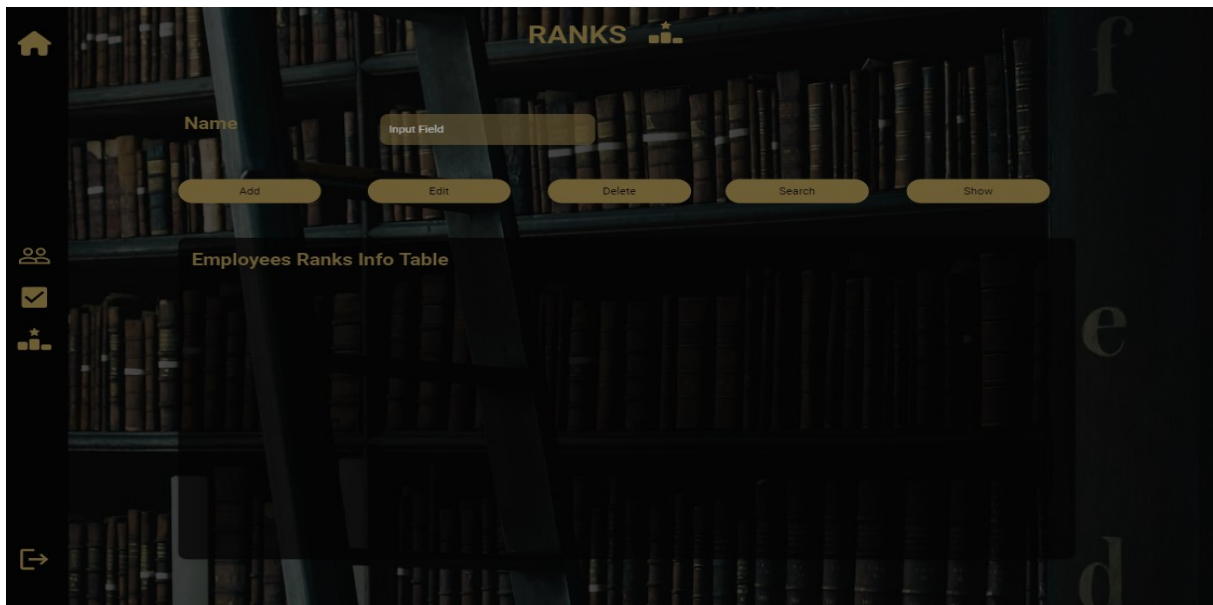 RANKS
f
Name
Input Field
Add Edit Delete Search Show
Employees Ranks Info Table
e
d